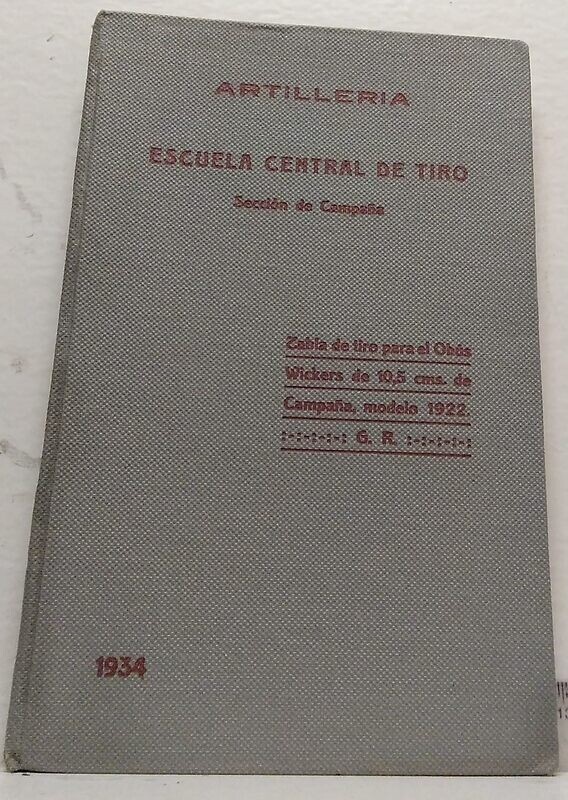 ARTILLERIA
ESCUELA CENTRAL DE TIRO
Sección de Campaña
Tabla de tiro para el Obús
Wickers de 10,5 cms. de
Campaña, modelo 1922.
:-:-:-:-: G. R. :-:-:-:-:
1934